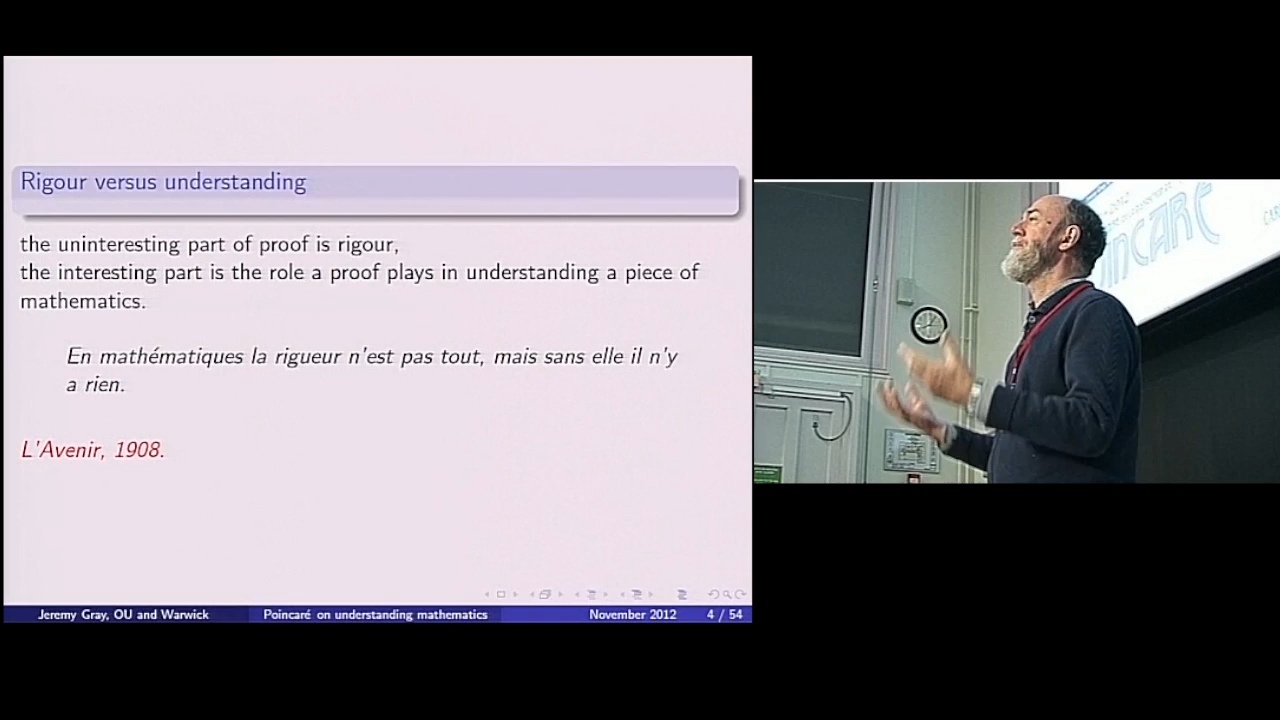 Rigour versus understanding
the uninteresting part of proof is rigour,
the interesting part is the role a proof plays in understanding a piece of
mathematics.
En mathématiques la rigueur n'est pas tout, mais sans elle il n'y
a rien.
L'Avenir, 1908.
Jeremy Gray, OU and Warwick
Poincaré on understanding mathematics
November 2012
4 / 54